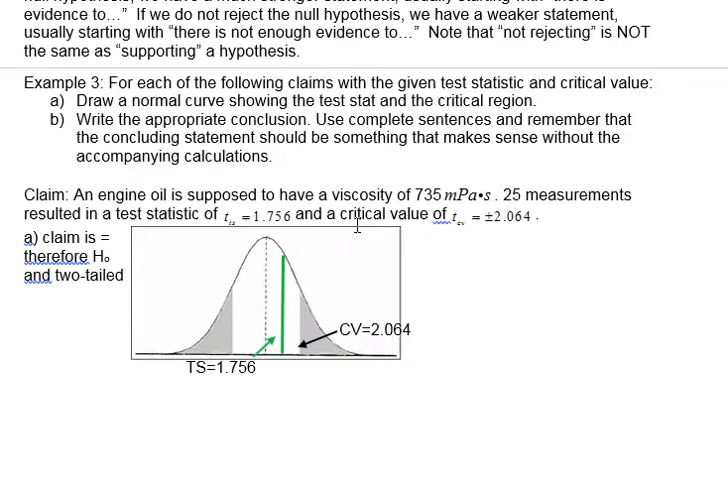 evidence to...” If we do not reject the null hypothesis, we have a weaker statement,
usually starting with “there is not enough evidence to...” Note that “not rejecting” is NOT
the same as “supporting” a hypothesis.
Example 3: For each of the following claims with the given test statistic and critical value:
a) Draw a normal curve showing the test stat and the critical region.
b) Write the appropriate conclusion. Use complete sentences and remember that
the concluding statement should be something that makes sense without the
accompanying calculations.
Claim: An engine oil is supposed to have a viscosity of 735 mPa•s . 25 measurements
resulted in a test statistic of t_ts = 1.756 and a critical value of t_cv = ±2.064 .
a) claim is =
therefore H₀
and two-tailed
CV=2.064
TS=1.756